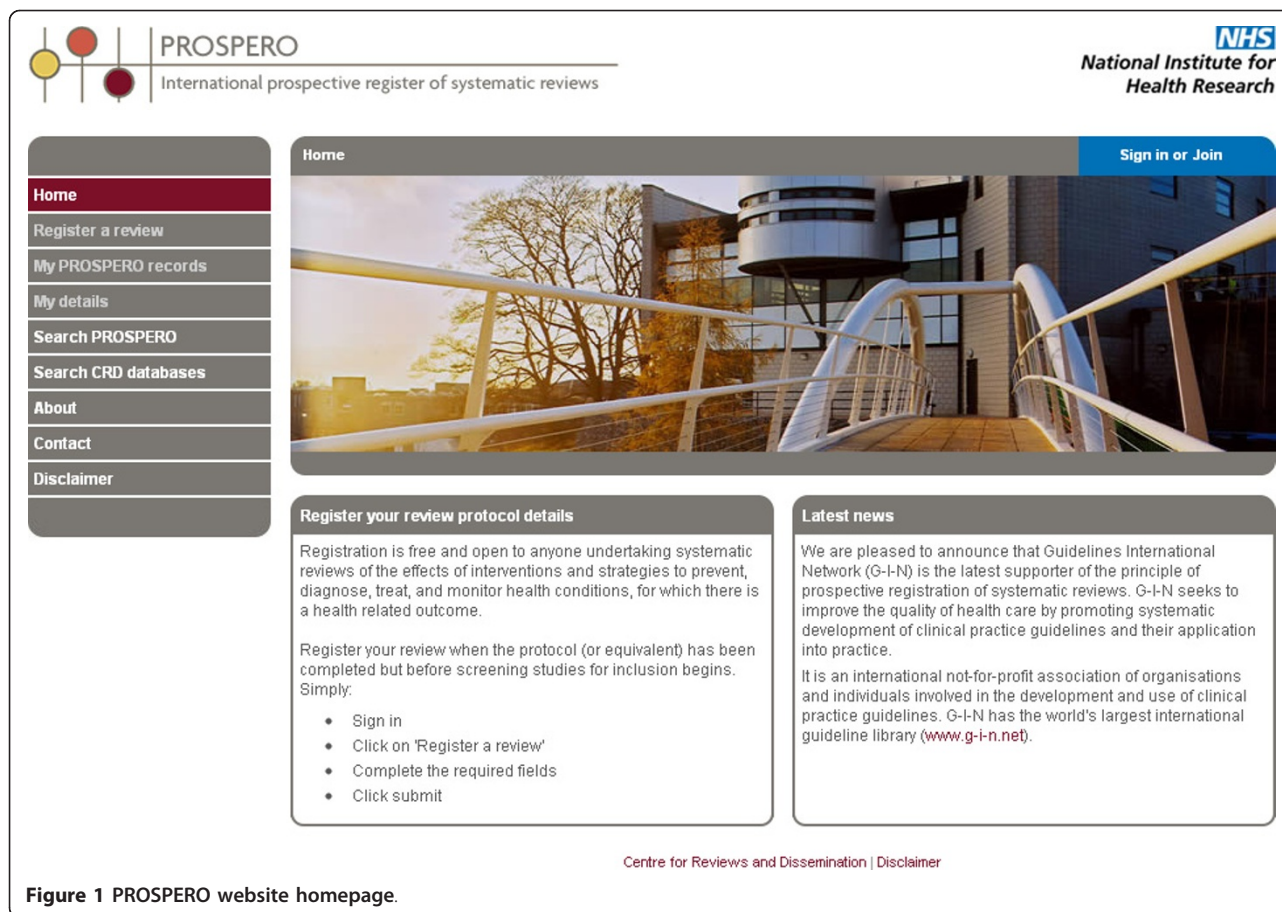 PROSPERO
International prospective register of systematic reviews
NHS
National Institute for
Health Research
Home
Register a review
My PROSPERO records
My details
Search PROSPERO
Search CRD databases
About
Contact
Disclaimer
Home
Sign in or Join
Register your review protocol details
Registration is free and open to anyone undertaking systematic
reviews of the effects of interventions and strategies to prevent,
diagnose, treat, and monitor health conditions, for which there is
a health related outcome.
Register your review when the protocol (or equivalent) has been
completed but before screening studies for inclusion begins.
Simply:
• Sign in
• Click on 'Register a review'
• Complete the required fields
• Click submit
Latest news
We are pleased to announce that Guidelines International
Network (G-I-N) is the latest supporter of the principle of
prospective registration of systematic reviews. G-I-N seeks to
improve the quality of health care by promoting systematic
development of clinical practice guidelines and their application
into practice.
It is an international not-for-profit association of organisations
and individuals involved in the development and use of clinical
practice guidelines. G-I-N has the world's largest international
guideline library (www.g-i-n.net).
Centre for Reviews and Dissemination | Disclaimer
Figure 1 PROSPERO website homepage.